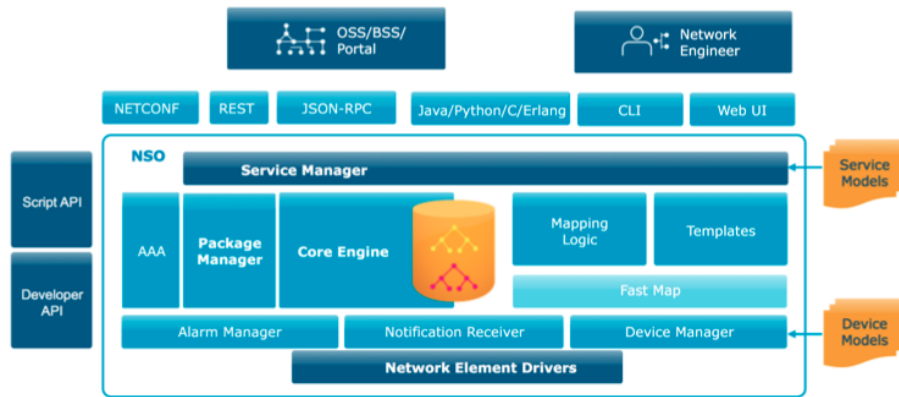 OSS/BSS/
Portal
Network
Engineer
NETCONF
REST
JSON-RPC
Java/Python/C/Erlang
CLI
Web UI
NSO
Service Manager
Service
Models
Script API
AAA
Package
Manager
Core Engine
Mapping
Logic
Templates
Developer
API
Fast Map
Alarm Manager
Notification Receiver
Device Manager
Device
Models
Network Element Drivers